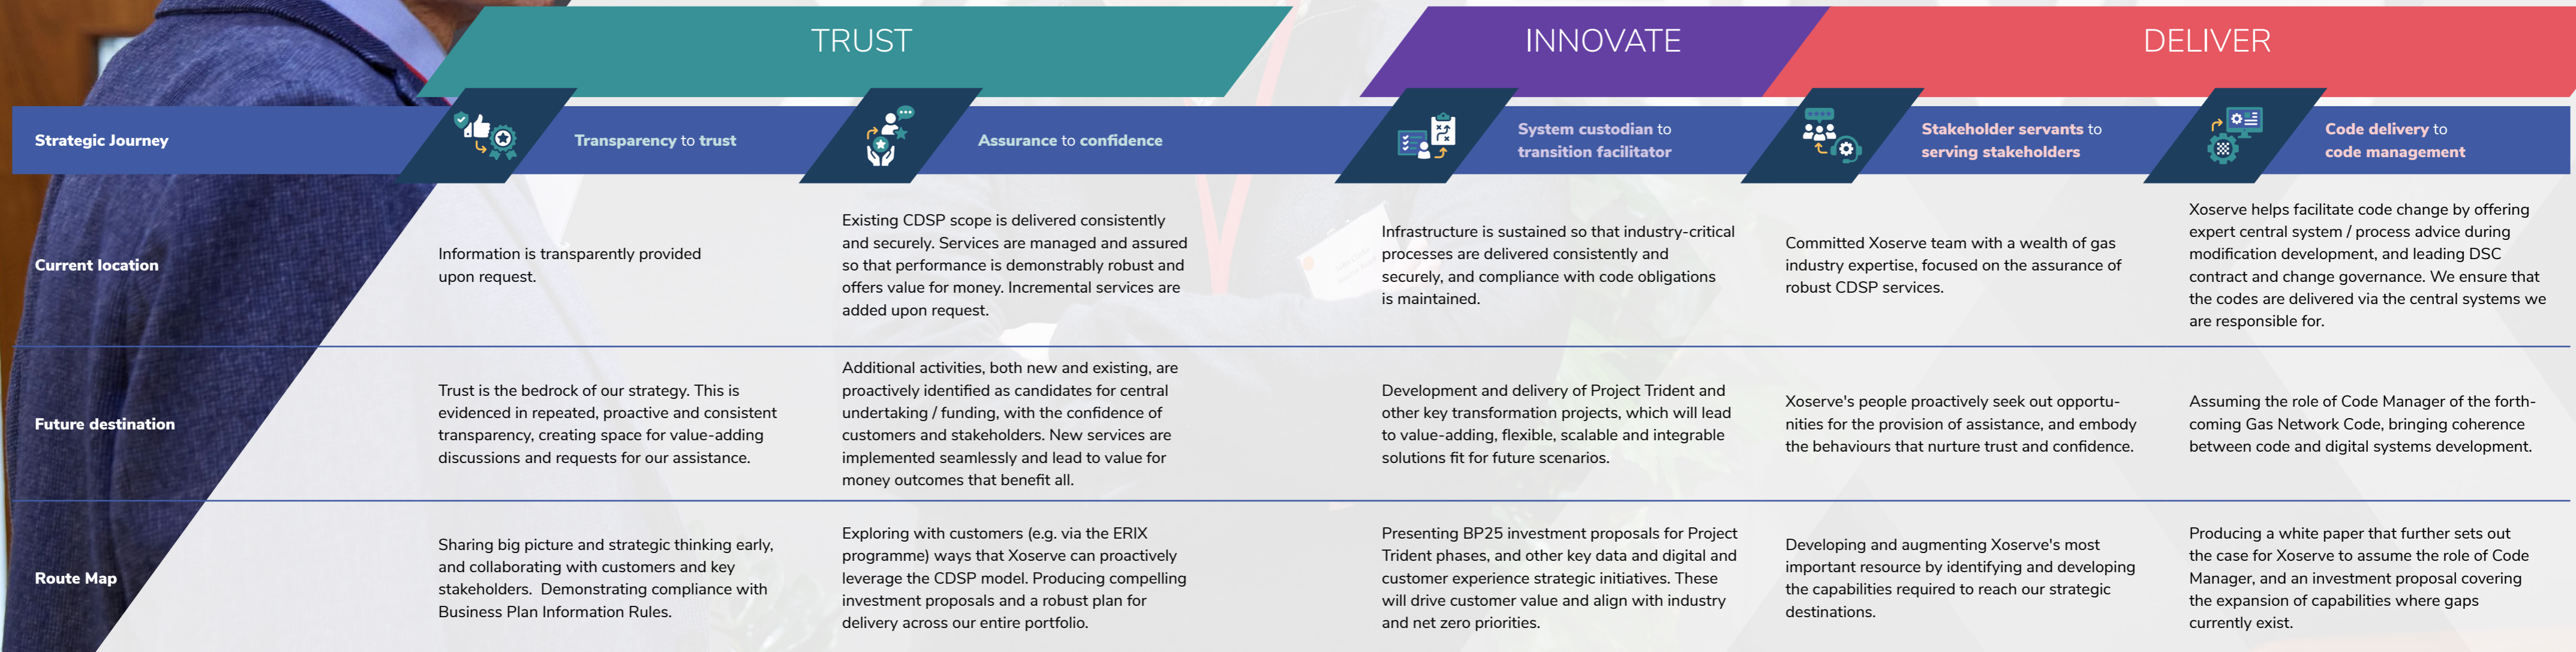 TRUST
INNOVATE
DELIVER
Strategic Journey
Transparency to trust
Assurance to confidence
System custodian to
transition facilitator
Stakeholder servants to
serving stakeholders
Code delivery to
code management
Current location
Information is transparently provided
upon request.
Existing CDSP scope is delivered consistently
and securely. Services are managed and assured
so that performance is demonstrably robust and
offers value for money. Incremental services are
added upon request.
Infrastructure is sustained so that industry-critical
processes are delivered consistently and
securely, and compliance with code obligations
is maintained.
Committed Xoserve team with a wealth of gas
industry expertise, focused on the assurance of
robust CDSP services.
Xoserve helps facilitate code change by offering
expert central system / process advice during
modification development, and leading DSC
contract and change governance. We ensure that
the codes are delivered via the central systems we
are responsible for.
Future destination
Trust is the bedrock of our strategy. This is
evidenced in repeated, proactive and consistent
transparency, creating space for value-adding
discussions and requests for our assistance.
Additional activities, both new and existing, are
proactively identified as candidates for central
undertaking / funding, with the confidence of
customers and stakeholders. New services are
implemented seamlessly and lead to value for
money outcomes that benefit all.
Development and delivery of Project Trident and
other key transformation projects, which will lead
to value-adding, flexible, scalable and integrable
solutions fit for future scenarios.
Xoserve's people proactively seek out opportu-
nities for the provision of assistance, and embody
the behaviours that nurture trust and confidence.
Assuming the role of Code Manager of the forth-
coming Gas Network Code, bringing coherence
between code and digital systems development.
Route Map
Sharing big picture and strategic thinking early,
and collaborating with customers and key
stakeholders.  Demonstrating compliance with
Business Plan Information Rules.
Exploring with customers (e.g. via the ERIX
programme) ways that Xoserve can proactively
leverage the CDSP model. Producing compelling
investment proposals and a robust plan for
delivery across our entire portfolio.
Presenting BP25 investment proposals for Project
Trident phases, and other key data and digital and
customer experience strategic initiatives. These
will drive customer value and align with industry
and net zero priorities.
Developing and augmenting Xoserve's most
important resource by identifying and developing
the capabilities required to reach our strategic
destinations.
Producing a white paper that further sets out
the case for Xoserve to assume the role of Code
Manager, and an investment proposal covering
the expansion of capabilities where gaps
currently exist.